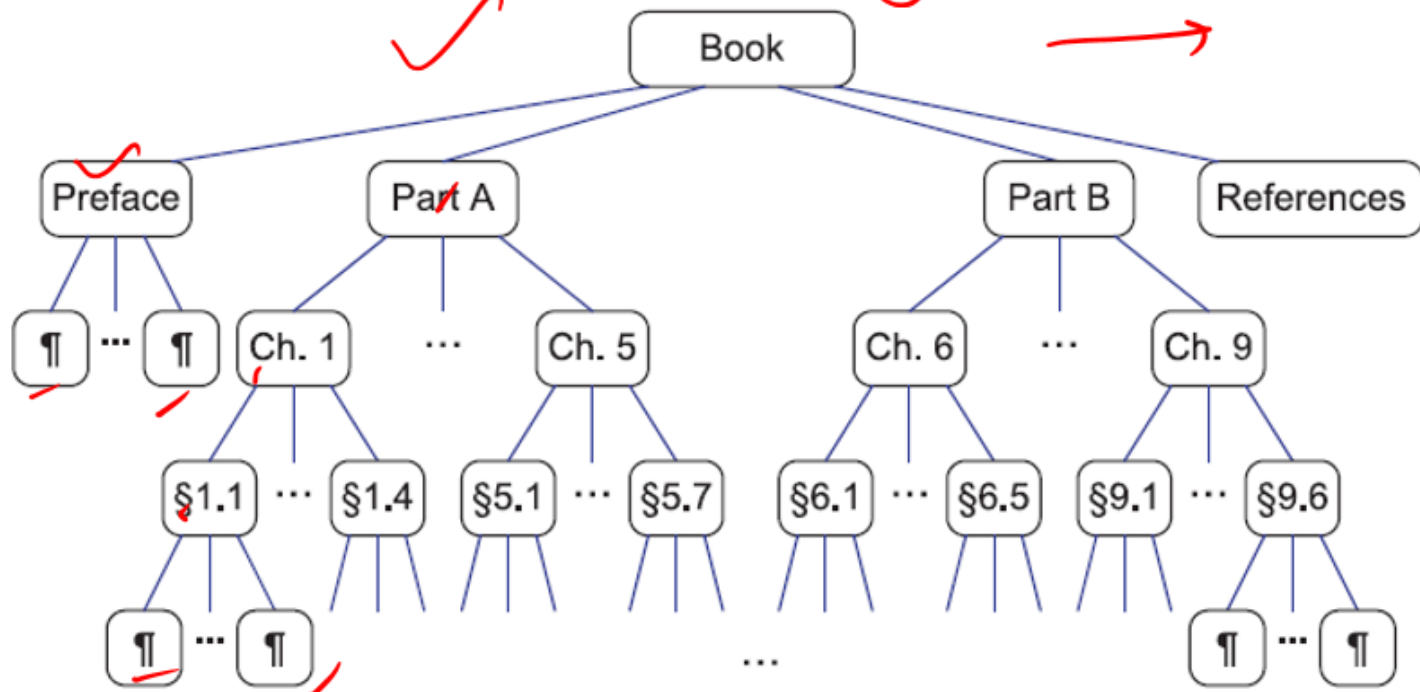 Book
Preface Part A Part B References
¶ ... ¶ Ch. 1 ... Ch. 5 Ch. 6 ... Ch. 9
§1.1 ... §1.4 §5.1 ... §5.7 §6.1 ... §6.5 §9.1 ... §9.6
¶ ... ¶ ... ¶ ... ¶